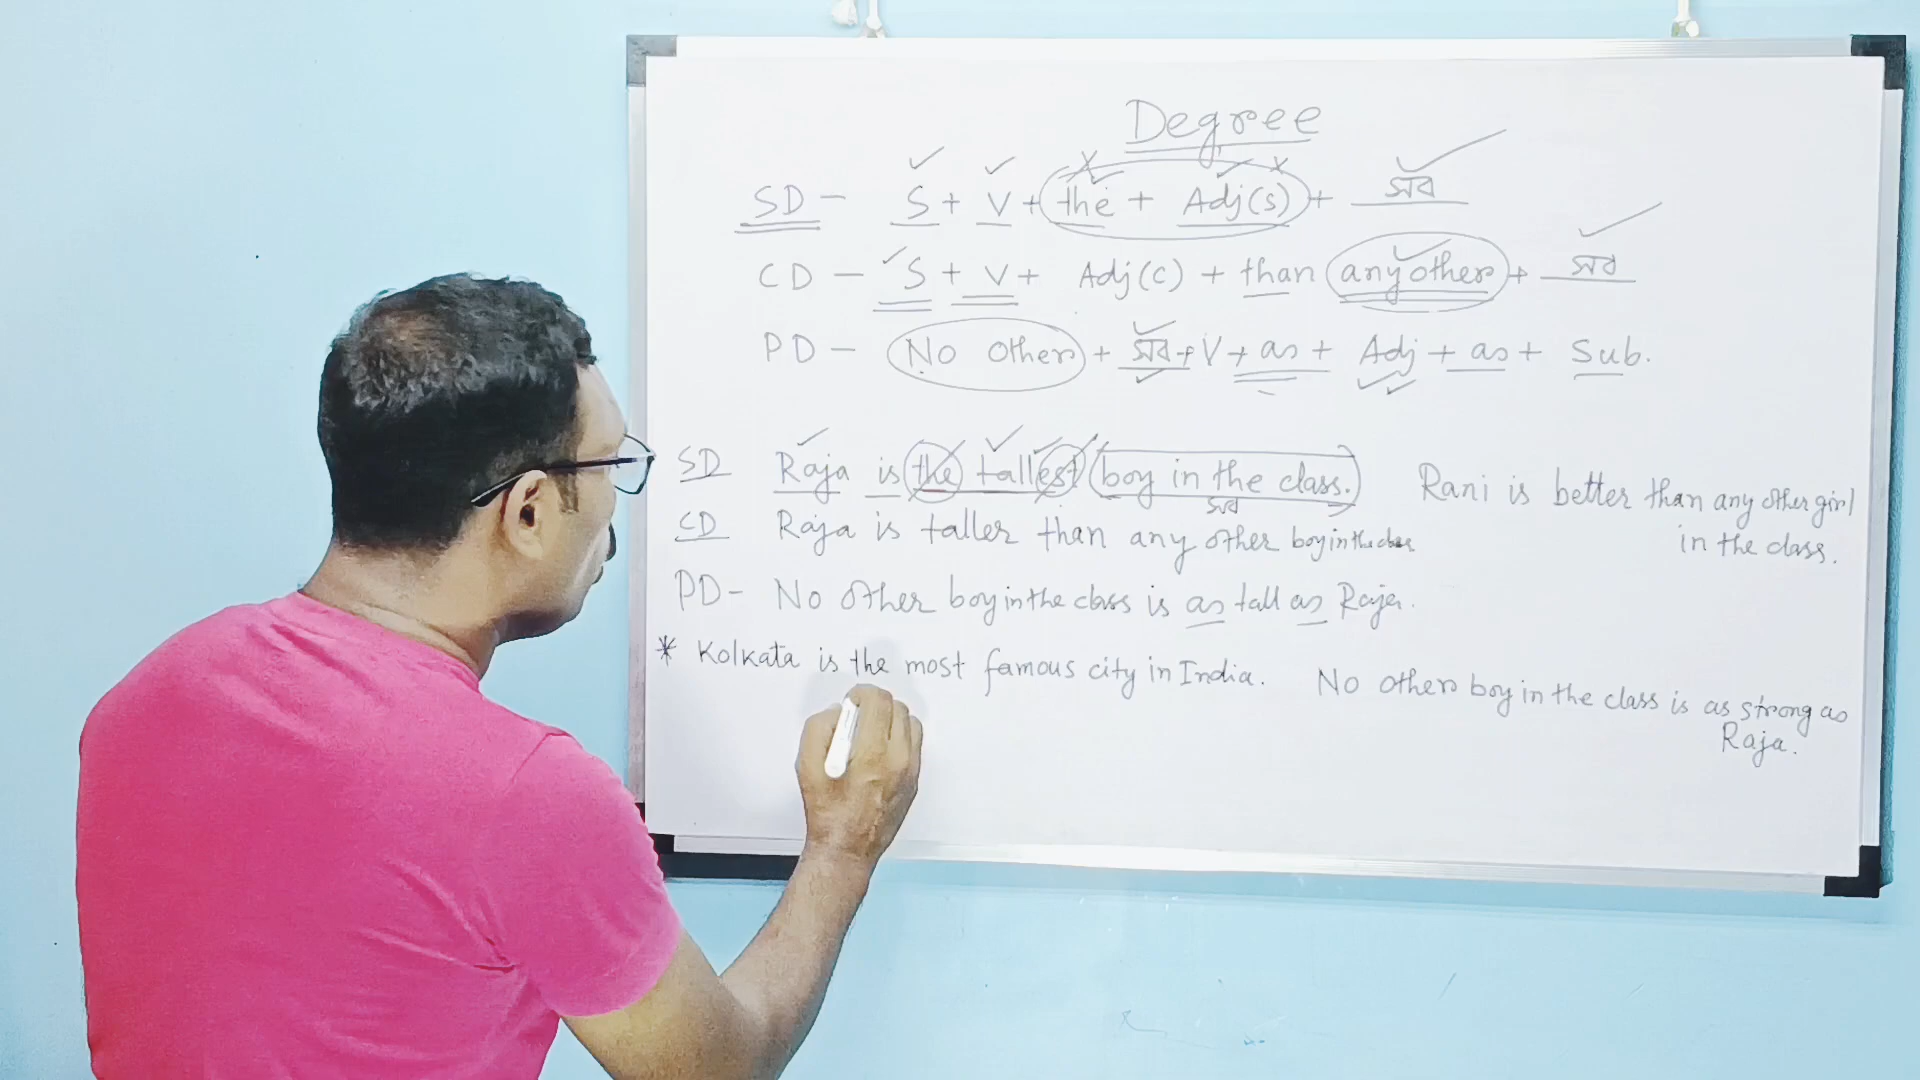 Degree
SD - S + V + the + Adj(s) + সব
CD - S + V + Adj(c) + than any other + সব
PD - No other + সব + V + as + Adj + as + Sub.
SD Raja is the tallest boy in the class.
সব
CD Raja is taller than any other boy in the class
PD - No other boy in the class is as tall as Raja.
* Kolkata is the most famous city in India.
Rani is better than any other girl
in the class.
No other boy in the class is as strong as
Raja.